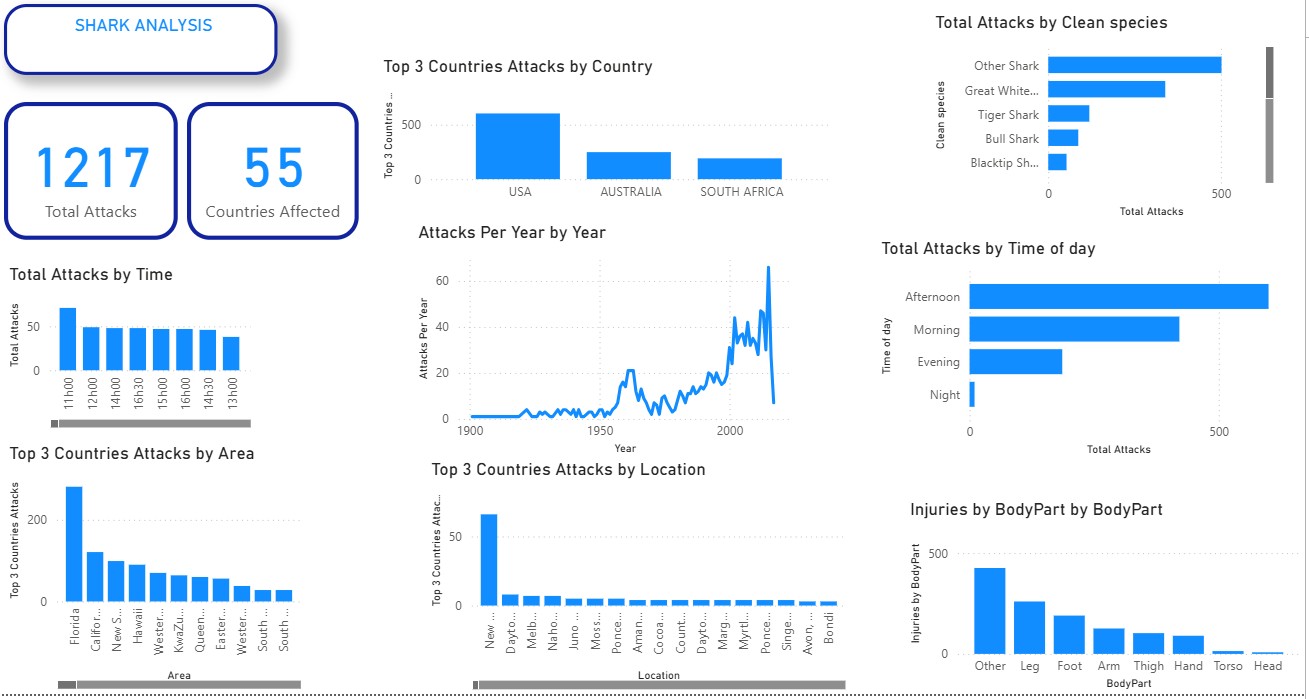 SHARK ANALYSIS
1217
Total Attacks
55
Countries Affected
Total Attacks by Time
Total Attacks
50
0
11h00
12h00
14h00
16h30
15h00
16h00
14h30
13h00
Top 3 Countries Attacks by Area
Top 3 Countries Attacks
200
0
Florida
Califor...
New S...
Hawaii
Wester...
KwaZu...
Queen...
Easter...
Wester...
South ...
South ...
Area
Top 3 Countries Attacks by Country
Top 3 Countries ...
500
0
USA
AUSTRALIA
SOUTH AFRICA
Attacks Per Year by Year
Attacks Per Year
60
40
20
0
1900
1950
2000
Year
Top 3 Countries Attacks by Location
Top 3 Countries Attac...
50
0
New ...
Dayto...
Melb...
Naho...
Juno ...
Moss...
Ponce...
Aman...
Cocoa...
Count...
Dayto...
Marg...
Myrtl...
Ponce...
Singe...
Avon, ...
Bondi
Location
Total Attacks by Clean species
Clean species
Other Shark
Great White...
Tiger Shark
Bull Shark
Blacktip Sh...
0
500
Total Attacks
Total Attacks by Time of day
Time of day
Afternoon
Morning
Evening
Night
0
500
Total Attacks
Injuries by BodyPart by BodyPart
Injuries by BodyPart
500
0
Other
Leg
Foot
Arm
Thigh
Hand
Torso
Head
BodyPart